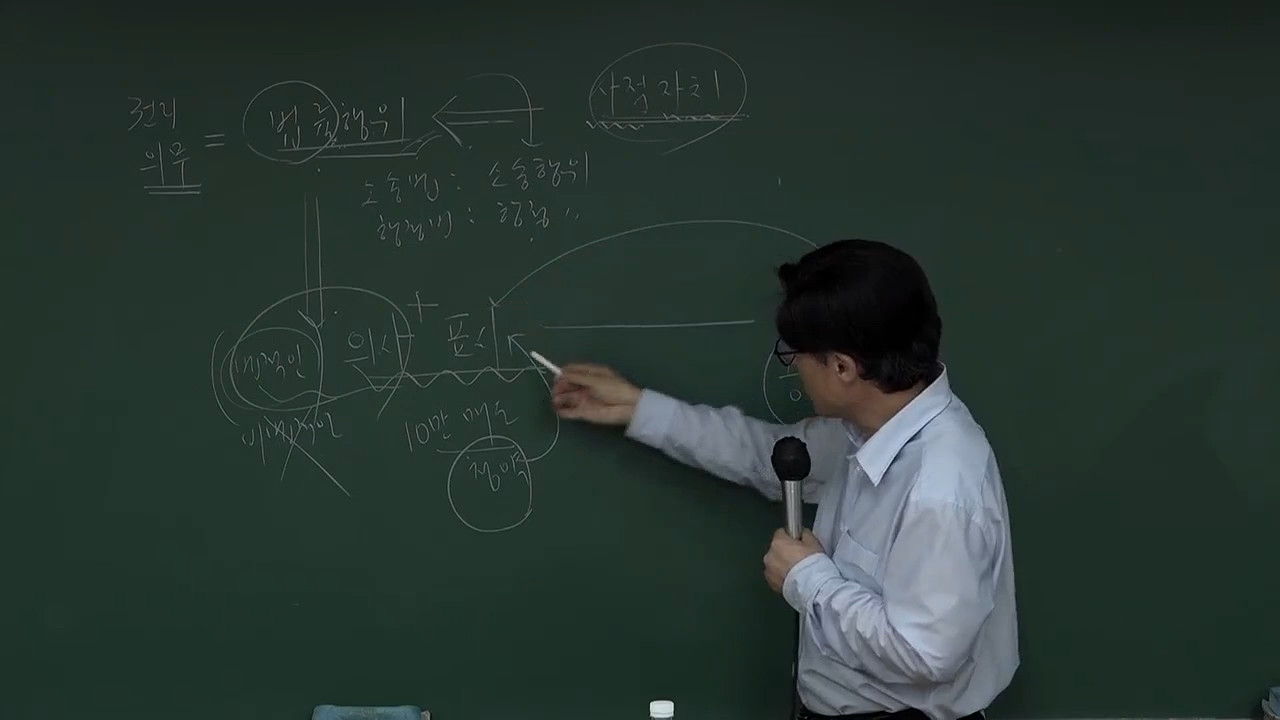 권리
의무 = 법률행위 사적자치
소송법 : 소송행위
행정법 : 행정 〃
내적인 의사 + 표시
10만 매도
청약